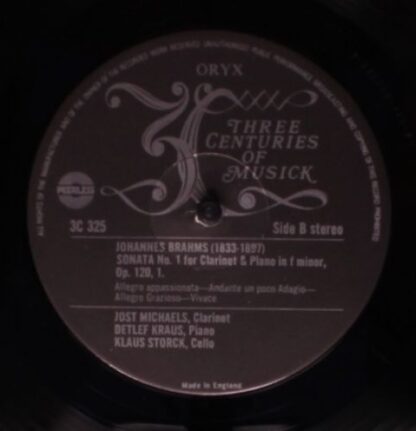 ORYX
THREE
CENTURIES
OF
MUSICK
PEERLESS
3C 325
Side B stereo
JOHANNES BRAHMS (1833-1897)
SONATA No. 1 for Clarinet & Piano in f minor,
Op. 120, 1.
Allegro appassionata—Andante un poco Adagio—
Allegro Grazioso—Vivace
JOST MICHAELS, Clarinet
DETLEF KRAUS, Piano
KLAUS STORCK, Cello
Made in England